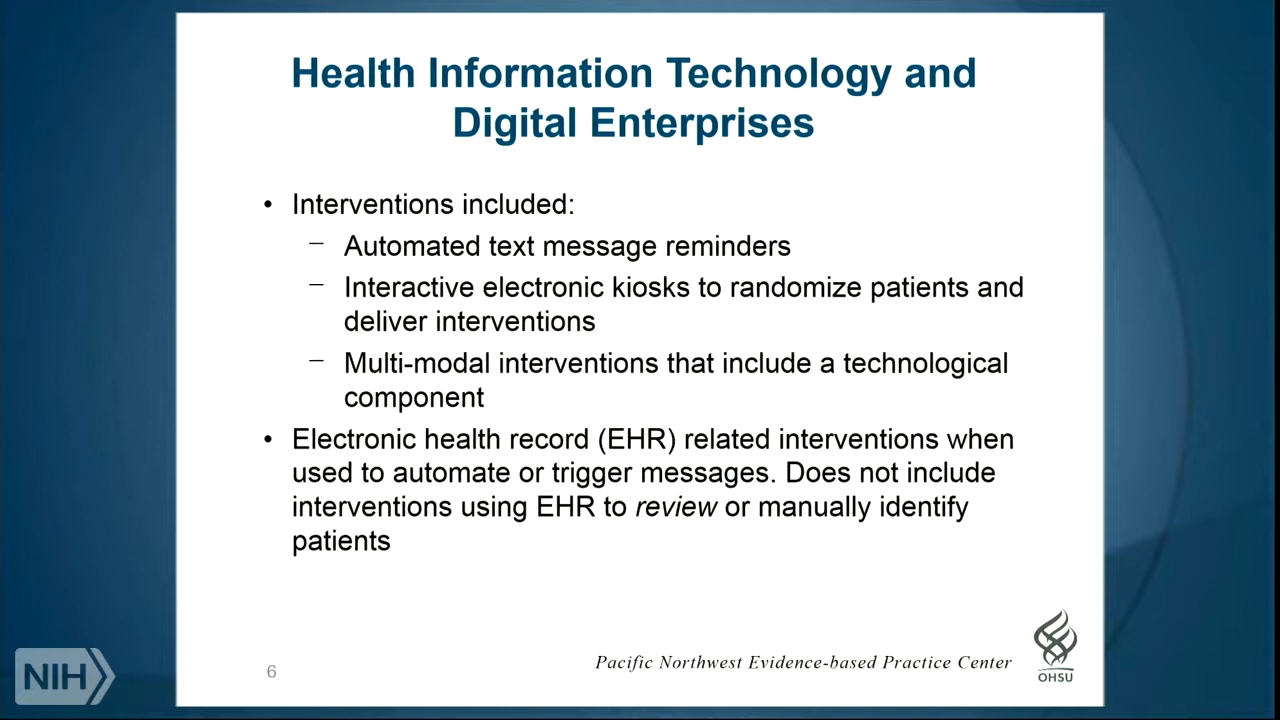 Health Information Technology and
Digital Enterprises
• Interventions included:
– Automated text message reminders
– Interactive electronic kiosks to randomize patients and
deliver interventions
– Multi-modal interventions that include a technological
component
• Electronic health record (EHR) related interventions when
used to automate or trigger messages. Does not include
interventions using EHR to review or manually identify
patients
6
Pacific Northwest Evidence-based Practice Center
OHSU
NIH